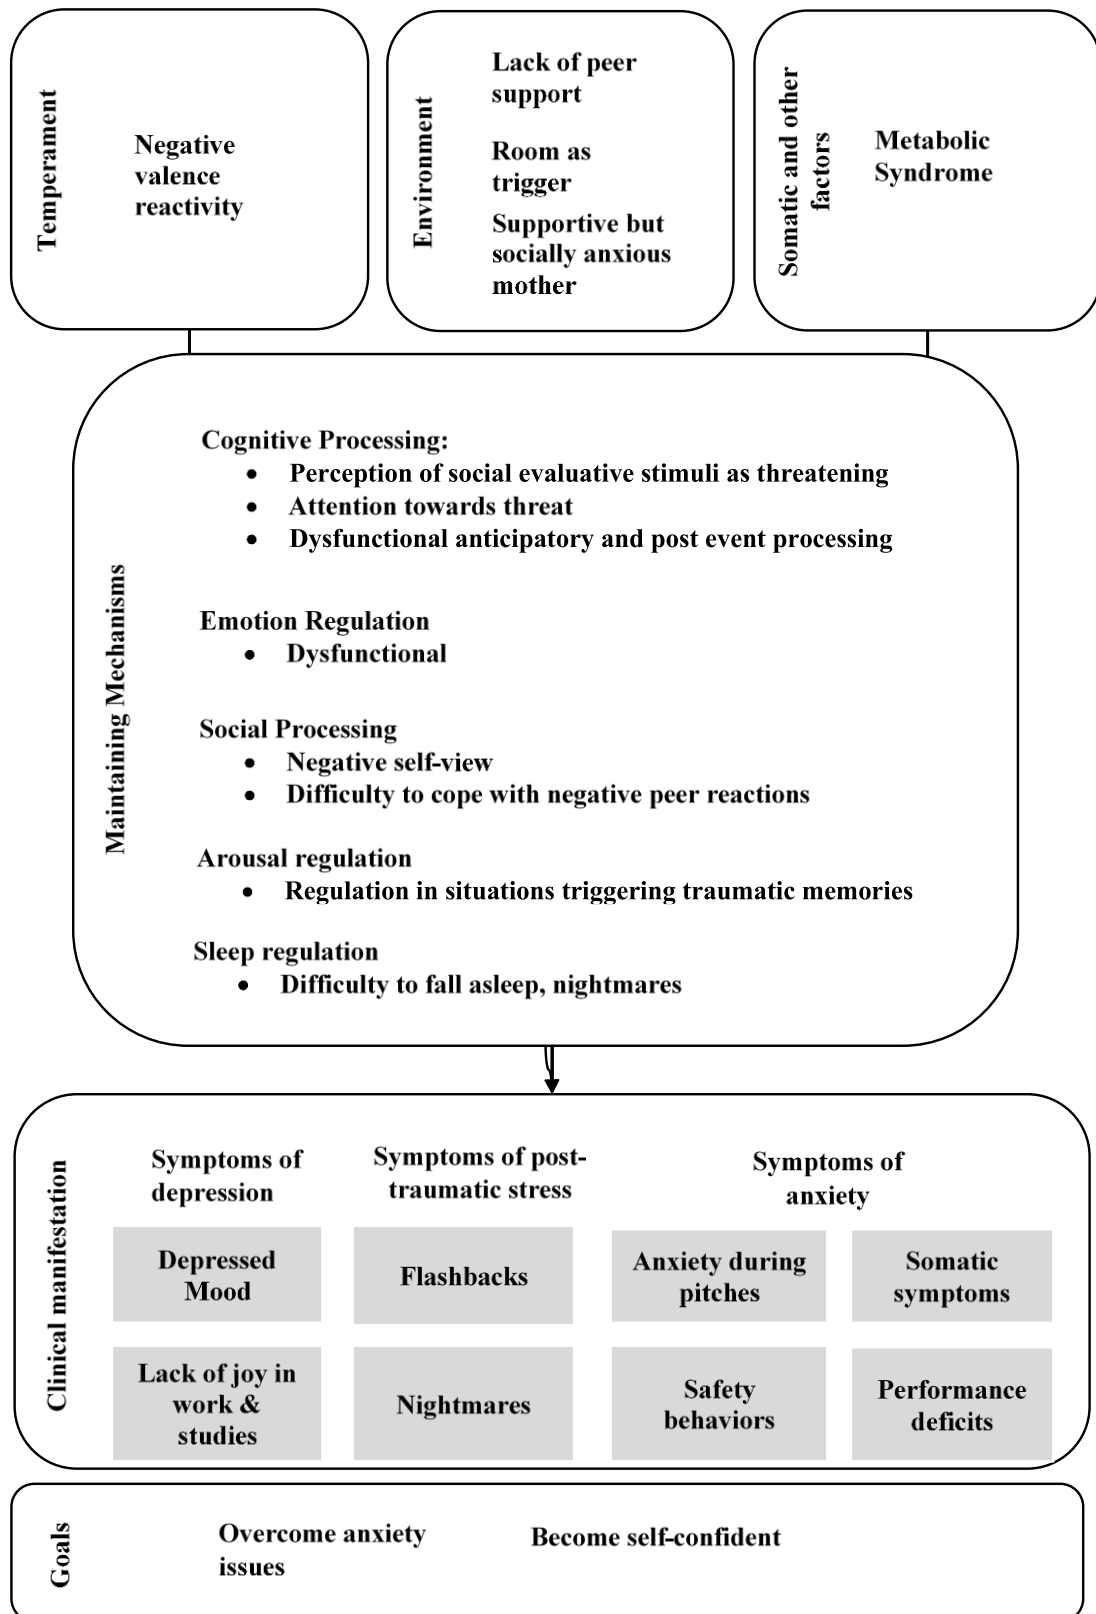 Temperament
Negative
valence
reactivity
Environment
Lack of peer
support
Room as
trigger
Supportive but
socially anxious
mother
Somatic and other
factors
Metabolic
Syndrome
Maintaining Mechanisms
Cognitive Processing:
• Perception of social evaluative stimuli as threatening
• Attention towards threat
• Dysfunctional anticipatory and post event processing
Emotion Regulation
• Dysfunctional
Social Processing
• Negative self-view
• Difficulty to cope with negative peer reactions
Arousal regulation
• Regulation in situations triggering traumatic memories
Sleep regulation
• Difficulty to fall asleep, nightmares
Clinical manifestation
Symptoms of
depression
Depressed
Mood
Lack of joy in
work &
studies
Symptoms of post-
traumatic stress
Flashbacks
Nightmares
Symptoms of
anxiety
Anxiety during
pitches
Somatic
symptoms
Safety
behaviors
Performance
deficits
Goals
Overcome anxiety
issues
Become self-confident